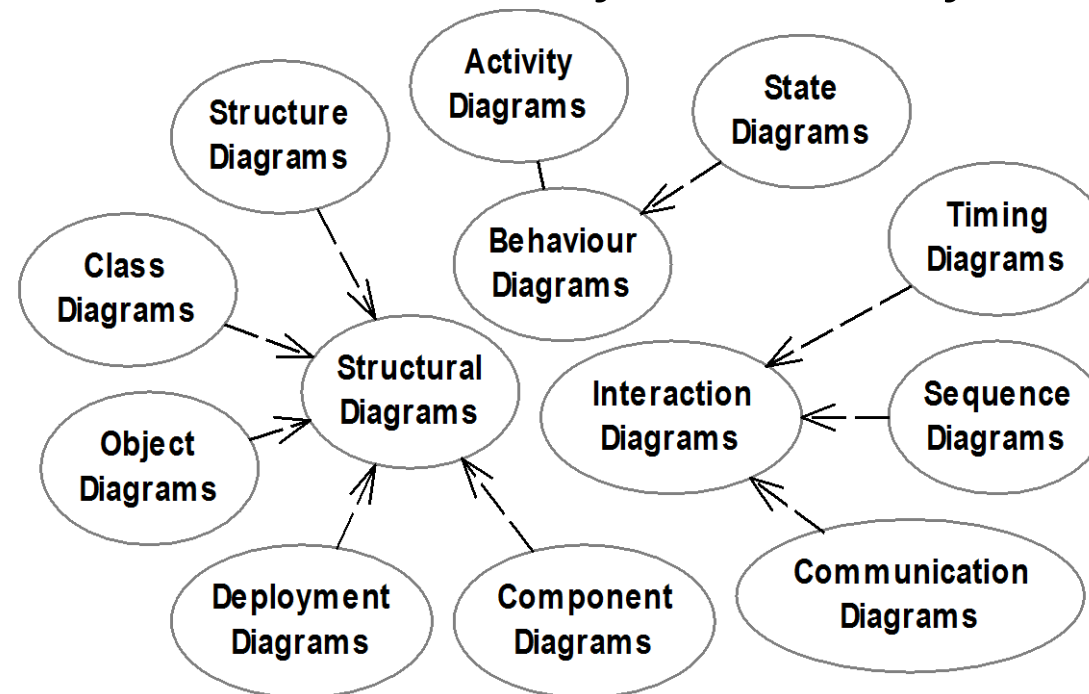 Activity
Diagrams
State
Diagrams
Structure
Diagrams
Timing
Diagrams
Behaviour
Diagrams
Class
Diagrams
Structural
Diagrams
Interaction
Diagrams
Sequence
Diagrams
Object
Diagrams
Deployment
Diagrams
Component
Diagrams
Communication
Diagrams